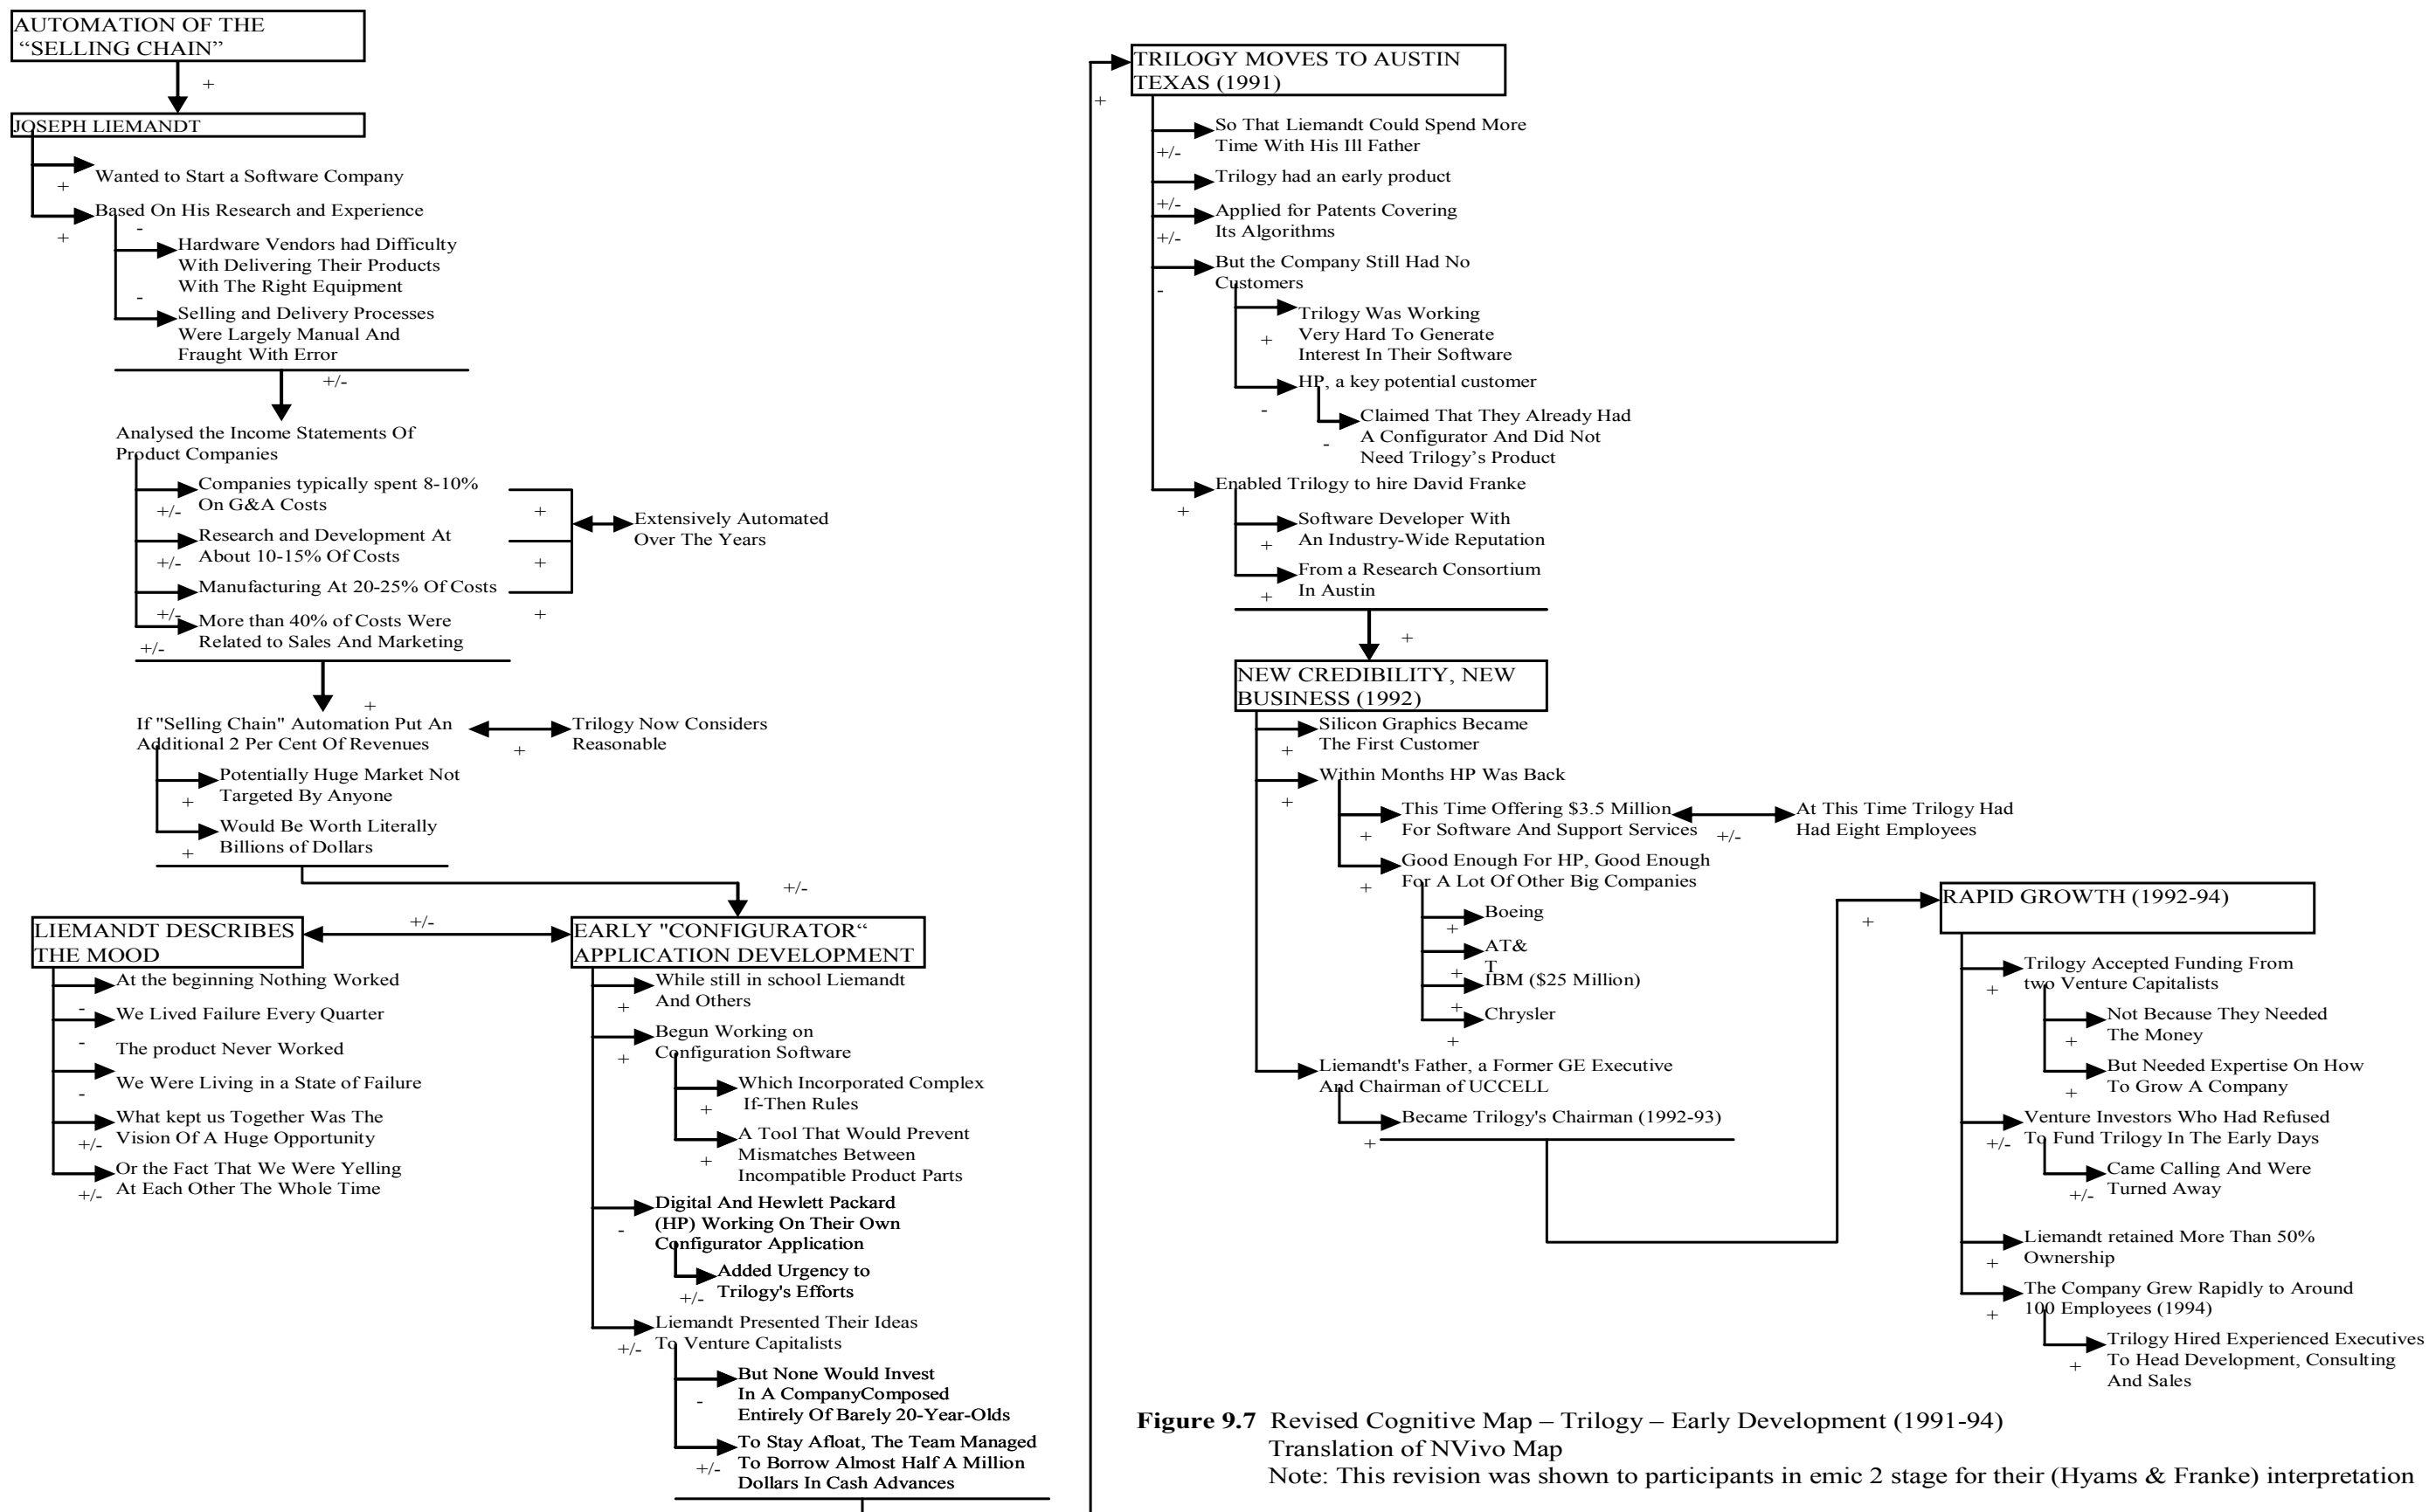 AUTOMATION OF THE
“SELLING CHAIN”
+
JOSEPH LIEMANDT
Wanted to Start a Software Company
+
Based On His Research and Experience
+
-
Hardware Vendors had Difficulty
With Delivering Their Products
With The Right Equipment
-
Selling and Delivery Processes
Were Largely Manual And
Fraught With Error
+/-
Analysed the Income Statements Of
Product Companies
Companies typically spent 8-10%
On G&A Costs
+/-
+
Research and Development At
About 10-15% Of Costs
+/-
+
Manufacturing At 20-25% Of Costs
+/-
+
Extensively Automated
Over The Years
More than 40% of Costs Were
Related to Sales And Marketing
+/-
+
If "Selling Chain" Automation Put An
Additional 2 Per Cent Of Revenues
+
Trilogy Now Considers
Reasonable
Potentially Huge Market Not
Targeted By Anyone
+
Would Be Worth Literally
Billions of Dollars
+
+/-
LIEMANDT DESCRIBES
THE MOOD
+/-
At the beginning Nothing Worked
-
We Lived Failure Every Quarter
-
The product Never Worked
We Were Living in a State of Failure
-
What kept us Together Was The
Vision Of A Huge Opportunity
+/-
Or the Fact That We Were Yelling
At Each Other The Whole Time
+/-
EARLY "CONFIGURATOR“
APPLICATION DEVELOPMENT
While still in school Liemandt
And Others
+
Begun Working on
Configuration Software
+
Which Incorporated Complex
If-Then Rules
+
A Tool That Would Prevent
Mismatches Between
Incompatible Product Parts
+
Digital And Hewlett Packard
(HP) Working On Their Own
Configurator Application
-
Added Urgency to
Trilogy's Efforts
+/-
Liemandt Presented Their Ideas
To Venture Capitalists
+/-
But None Would Invest
In A CompanyComposed
Entirely Of Barely 20-Year-Olds
-
To Stay Afloat, The Team Managed
To Borrow Almost Half A Million
Dollars In Cash Advances
+/-
+
TRILOGY MOVES TO AUSTIN
TEXAS (1991)
So That Liemandt Could Spend More
Time With His Ill Father
+/-
Trilogy had an early product
+/-
Applied for Patents Covering
Its Algorithms
+/-
But the Company Still Had No
Customers
-
Trilogy Was Working
Very Hard To Generate
Interest In Their Software
+
HP, a key potential customer
-
Claimed That They Already Had
A Configurator And Did Not
Need Trilogy’s Product
-
Enabled Trilogy to hire David Franke
+
Software Developer With
An Industry-Wide Reputation
+
From a Research Consortium
In Austin
+
+
NEW CREDIBILITY, NEW
BUSINESS (1992)
Silicon Graphics Became
The First Customer
+
Within Months HP Was Back
+
This Time Offering $3.5 Million
For Software And Support Services
+
+/-
At This Time Trilogy Had
Had Eight Employees
Good Enough For HP, Good Enough
For A Lot Of Other Big Companies
+
Boeing
+
AT&
T
+
IBM ($25 Million)
+
Chrysler
+
Liemandt's Father, a Former GE Executive
And Chairman of UCCELL
Became Trilogy's Chairman (1992-93)
+
+
RAPID GROWTH (1992-94)
Trilogy Accepted Funding From
two Venture Capitalists
+
Not Because They Needed
The Money
+
But Needed Expertise On How
To Grow A Company
+
Venture Investors Who Had Refused
To Fund Trilogy In The Early Days
+/-
Came Calling And Were
Turned Away
+/-
Liemandt retained More Than 50%
Ownership
+
The Company Grew Rapidly to Around
100 Employees (1994)
+
Trilogy Hired Experienced Executives
To Head Development, Consulting
And Sales
+
Figure 9.7 Revised Cognitive Map – Trilogy – Early Development (1991-94)
Translation of NVivo Map
Note: This revision was shown to participants in emic 2 stage for their (Hyams & Franke) interpretation